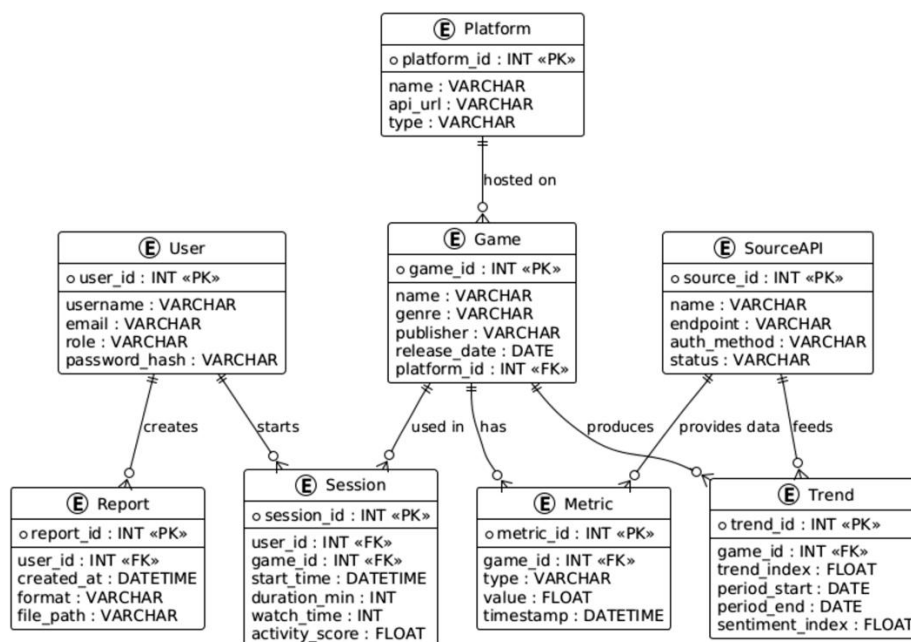 E Platform
platform_id : INT «PK»
name : VARCHAR
api_url : VARCHAR
type : VARCHAR
hosted on
E User
user_id : INT «PK»
username : VARCHAR
email : VARCHAR
role : VARCHAR
password_hash : VARCHAR
E Game
game_id : INT «PK»
name : VARCHAR
genre : VARCHAR
publisher : VARCHAR
release_date : DATE
platform_id : INT «FK»
E SourceAPI
source_id : INT «PK»
name : VARCHAR
endpoint : VARCHAR
auth_method : VARCHAR
status : VARCHAR
creates
starts
used in
has
produces
provides data
feeds
E Report
report_id : INT «PK»
user_id : INT «FK»
created_at : DATETIME
format : VARCHAR
file_path : VARCHAR
E Session
session_id : INT «PK»
user_id : INT «FK»
game_id : INT «FK»
start_time : DATETIME
duration_min : INT
watch_time : INT
activity_score : FLOAT
E Metric
metric_id : INT «PK»
game_id : INT «FK»
type : VARCHAR
value : FLOAT
timestamp : DATETIME
E Trend
trend_id : INT «PK»
game_id : INT «FK»
trend_index : FLOAT
period_start : DATE
period_end : DATE
sentiment_index : FLOAT